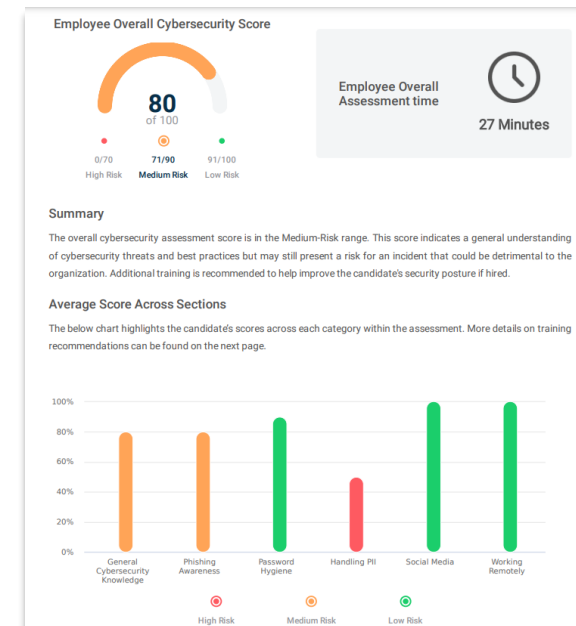 Employee Overall Cybersecurity Score
80
of 100
0/70
71/90
91/100
High Risk
Medium Risk
Low Risk
Employee Overall
Assessment time
27 Minutes
Summary
The overall cybersecurity assessment score is in the Medium-Risk range. This score indicates a general understanding
of cybersecurity threats and best practices but may still present a risk for an incident that could be detrimental to the
organization. Additional training is recommended to help improve the candidate's security posture if hired.
Average Score Across Sections
The below chart highlights the candidate's scores across each category within the assessment. More details on training
recommendations can be found on the next page.
100%
80%
60%
40%
20%
0%
General
Cybersecurity
Knowledge
Phishing
Awareness
Password
Hygiene
Handling PII
Social Media
Working
Remotely
High Risk
Medium Risk
Low Risk